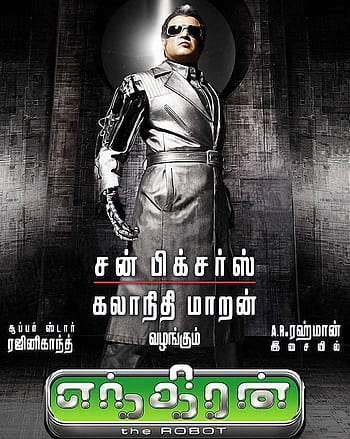 சன் பிக்சர்ஸ்
கலாநிதி மாறன்
வழங்கும்
சூப்பர் ஸ்டார்
ரஜினிகாந்த்
A.R.ரஹ்மான்
இசையில்
எந்திரன்
the ROBOT